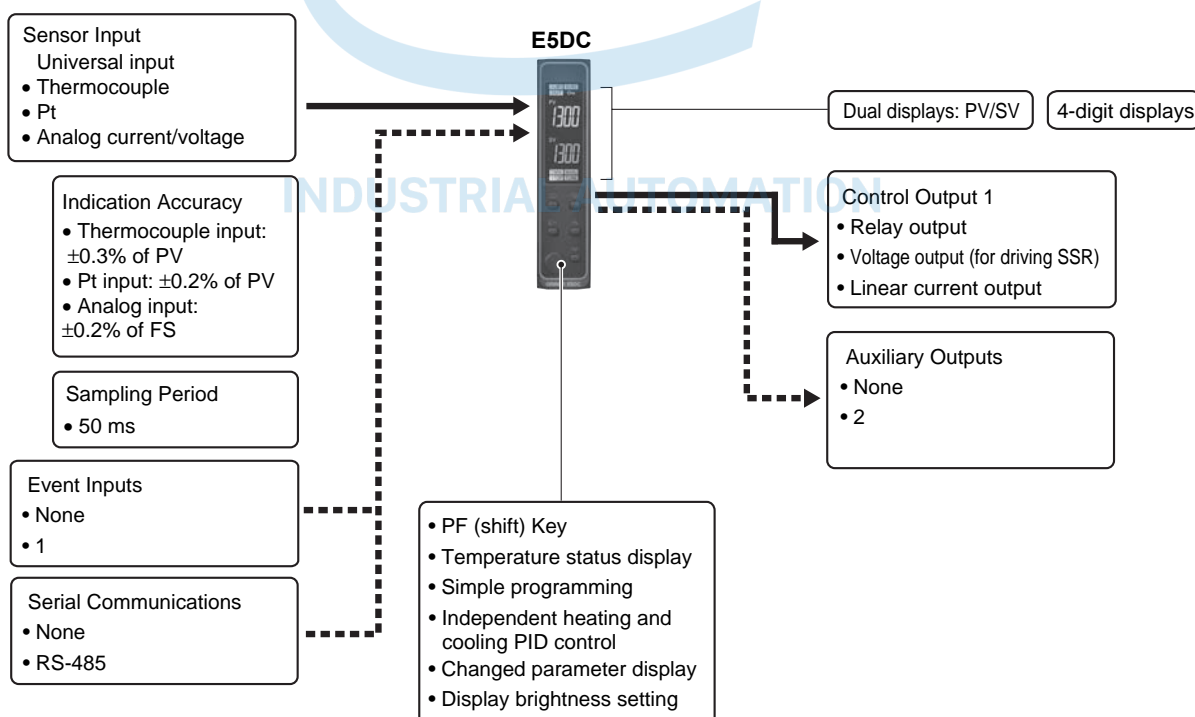 Sensor Input
Universal input
• Thermocouple
• Pt
• Analog current/voltage
Indication Accuracy
• Thermocouple input:
±0.3% of PV
• Pt input: ±0.2% of PV
• Analog input:
±0.2% of FS
Sampling Period
• 50 ms
Event Inputs
• None
• 1
Serial Communications
• None
• RS-485
E5DC
PV
1300
SV
1300
INDUSTRIAL AUTOMATION
• PF (shift) Key
• Temperature status display
• Simple programming
• Independent heating and
cooling PID control
• Changed parameter display
• Display brightness setting
Dual displays: PV/SV
4-digit displays
Control Output 1
• Relay output
• Voltage output (for driving SSR)
• Linear current output
Auxiliary Outputs
• None
• 2